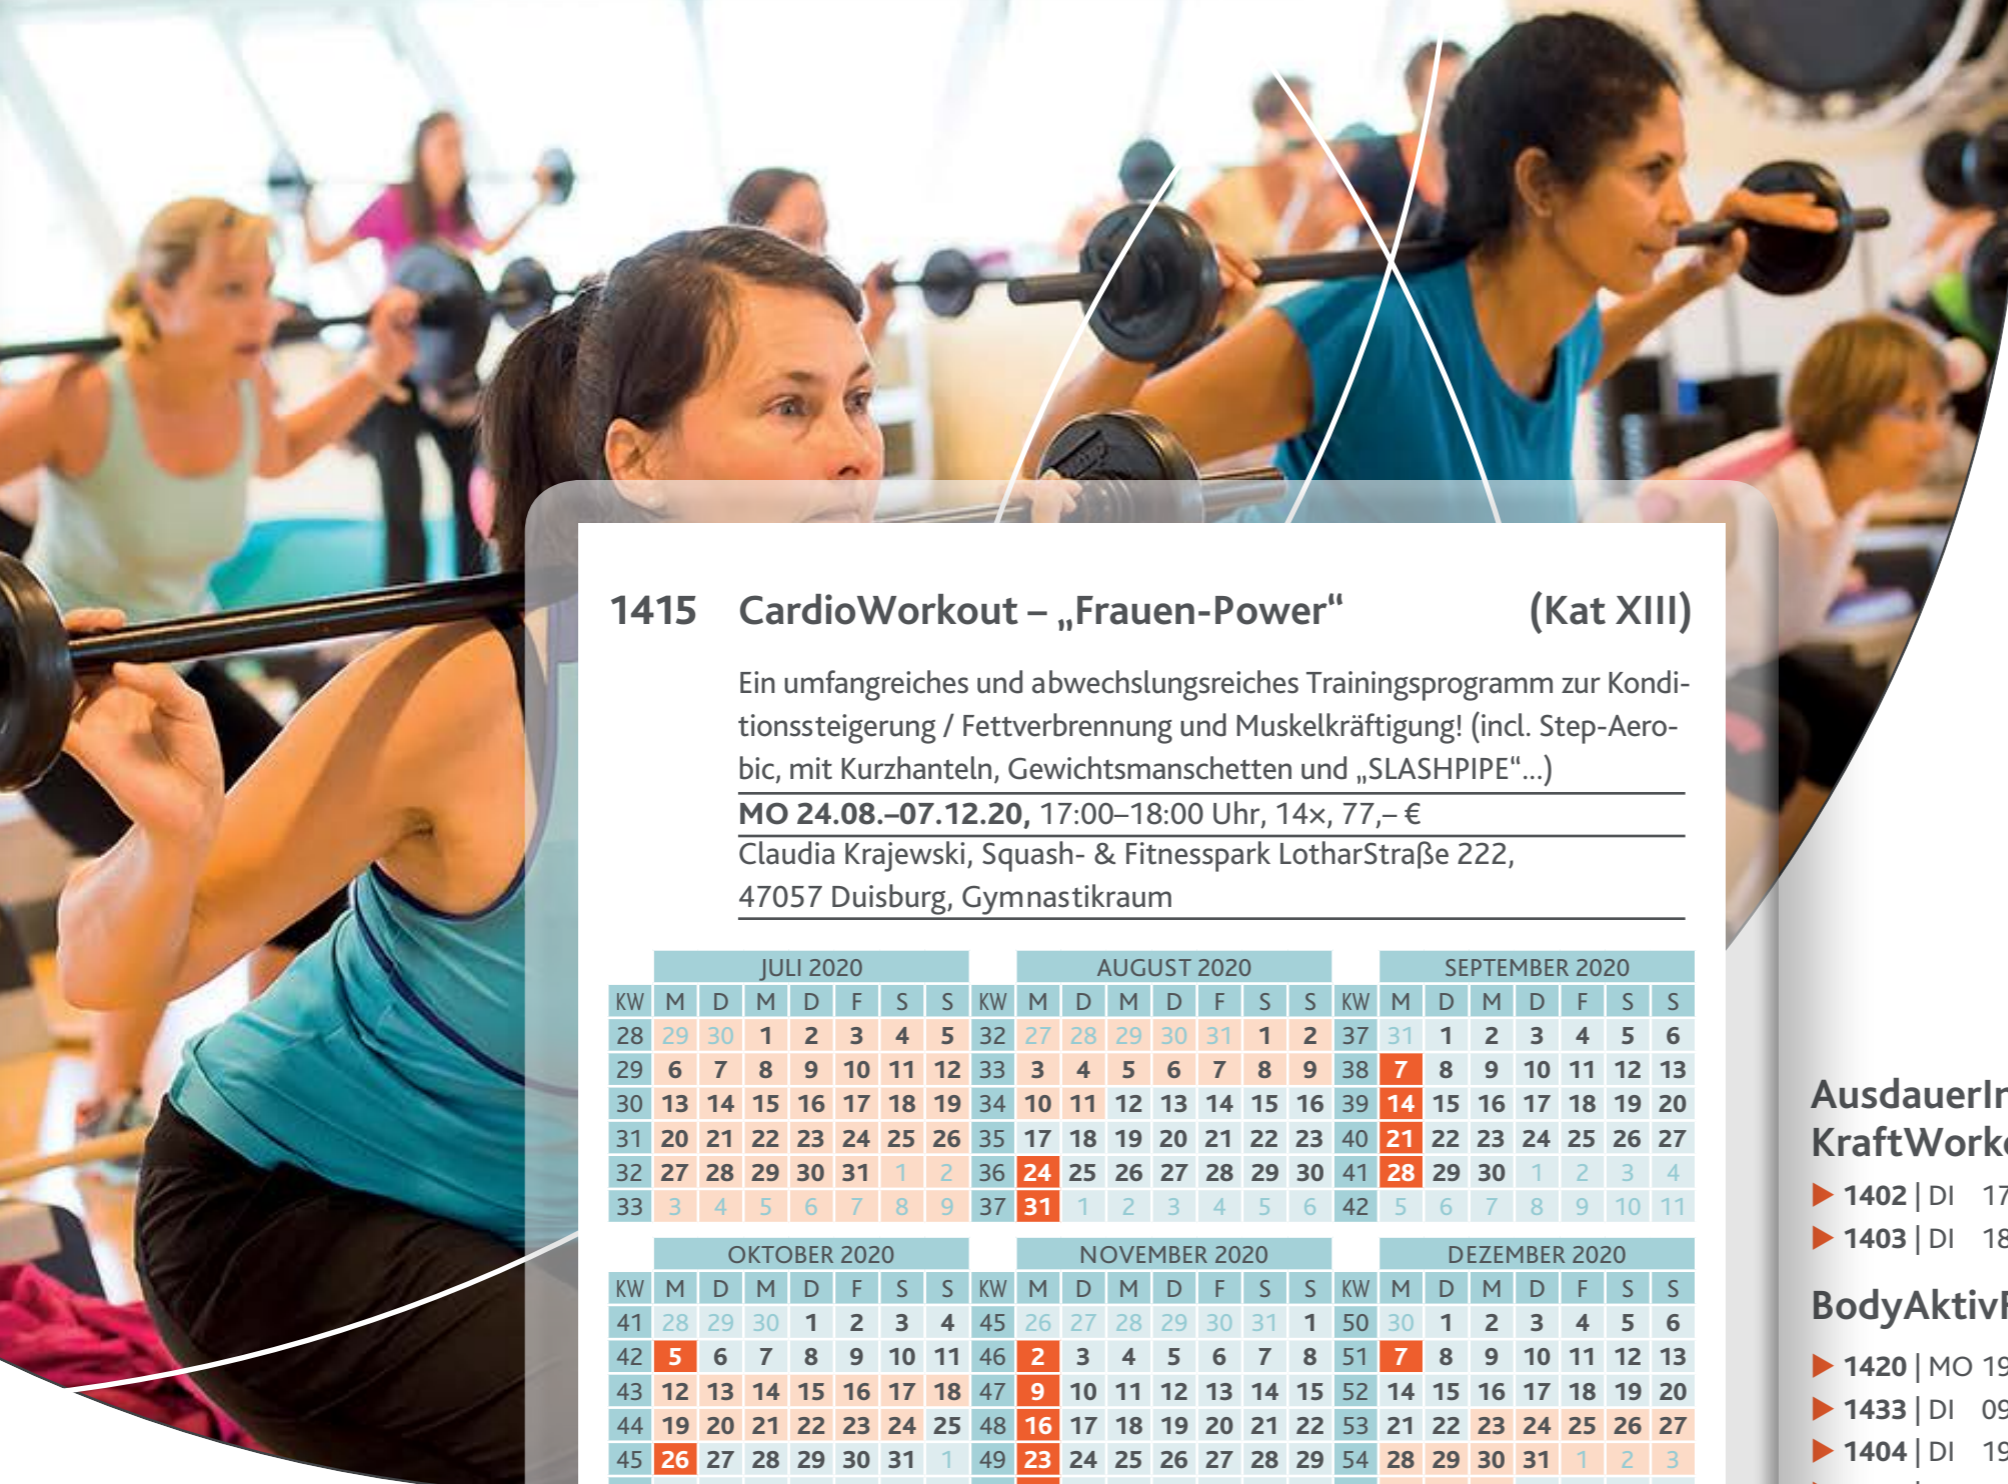 1415 CardioWorkout – „Frauen-Power“ (Kat XIII)
Ein umfangreiches und abwechslungsreiches Trainingsprogramm zur Kondi-
tionssteigerung / Fettverbrennung und Muskelkräftigung! (incl. Step-Aero-
bic, mit Kurzhanteln, Gewichtsmanschetten und „SLASHPIPE“...)
MO 24.08.–07.12.20, 17:00–18:00 Uhr, 14×, 77,– €
Claudia Krajewski, Squash- & Fitnesspark LotharStraße 222,
47057 Duisburg, Gymnastikraum
JULI 2020 AUGUST 2020 SEPTEMBER 2020
KW M D M D F S S KW M D M D F S S KW M D M D F S S
28 29 30 1 2 3 4 5 32 27 28 29 30 31 1 2 37 31 1 2 3 4 5 6
29 6 7 8 9 10 11 12 33 3 4 5 6 7 8 9 38 7 8 9 10 11 12 13
30 13 14 15 16 17 18 19 34 10 11 12 13 14 15 16 39 14 15 16 17 18 19 20
31 20 21 22 23 24 25 26 35 17 18 19 20 21 22 23 40 21 22 23 24 25 26 27
32 27 28 29 30 31 1 2 36 24 25 26 27 28 29 30 41 28 29 30 1 2 3 4
33 3 4 5 6 7 8 9 37 31 1 2 3 4 5 6 42 5 6 7 8 9 10 11
OKTOBER 2020 NOVEMBER 2020 DEZEMBER 2020
KW M D M D F S S KW M D M D F S S KW M D M D F S S
41 28 29 30 1 2 3 4 45 26 27 28 29 30 31 1 50 30 1 2 3 4 5 6
42 5 6 7 8 9 10 11 46 2 3 4 5 6 7 8 51 7 8 9 10 11 12 13
43 12 13 14 15 16 17 18 47 9 10 11 12 13 14 15 52 14 15 16 17 18 19 20
44 19 20 21 22 23 24 25 48 16 17 18 19 20 21 22 53 21 22 23 24 25 26 27
45 26 27 28 29 30 31 1 49 23 24 25 26 27 28 29 54 28 29 30 31 1 2 3
KraftWork
▶ 1402 | DI 17
▶ 1403 | DI 18
▶ 1420 | MO 19
▶ 1433 | DI 09
▶ 1404 | DI 19